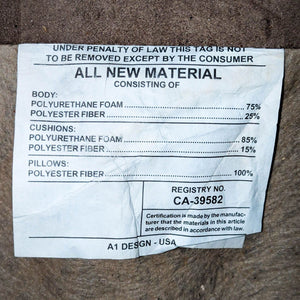 UNDER PENALTY OF LAW THIS TAG IS NOT
TO BE REMOVED EXCEPT BY THE CONSUMER
ALL NEW MATERIAL
CONSISTING OF
BODY:
POLYURETHANE FOAM 75%
POLYESTER FIBER 25%
CUSHIONS:
POLYURETHANE FOAM 85%
POLYESTER FIBER 15%
PILLOWS:
POLYESTER FIBER 100%
REGISTRY NO.
CA-39582
Certification is made by the manufac-
turer that the materials in this article
are described in accordance with law.
A1 DESIGN - USA